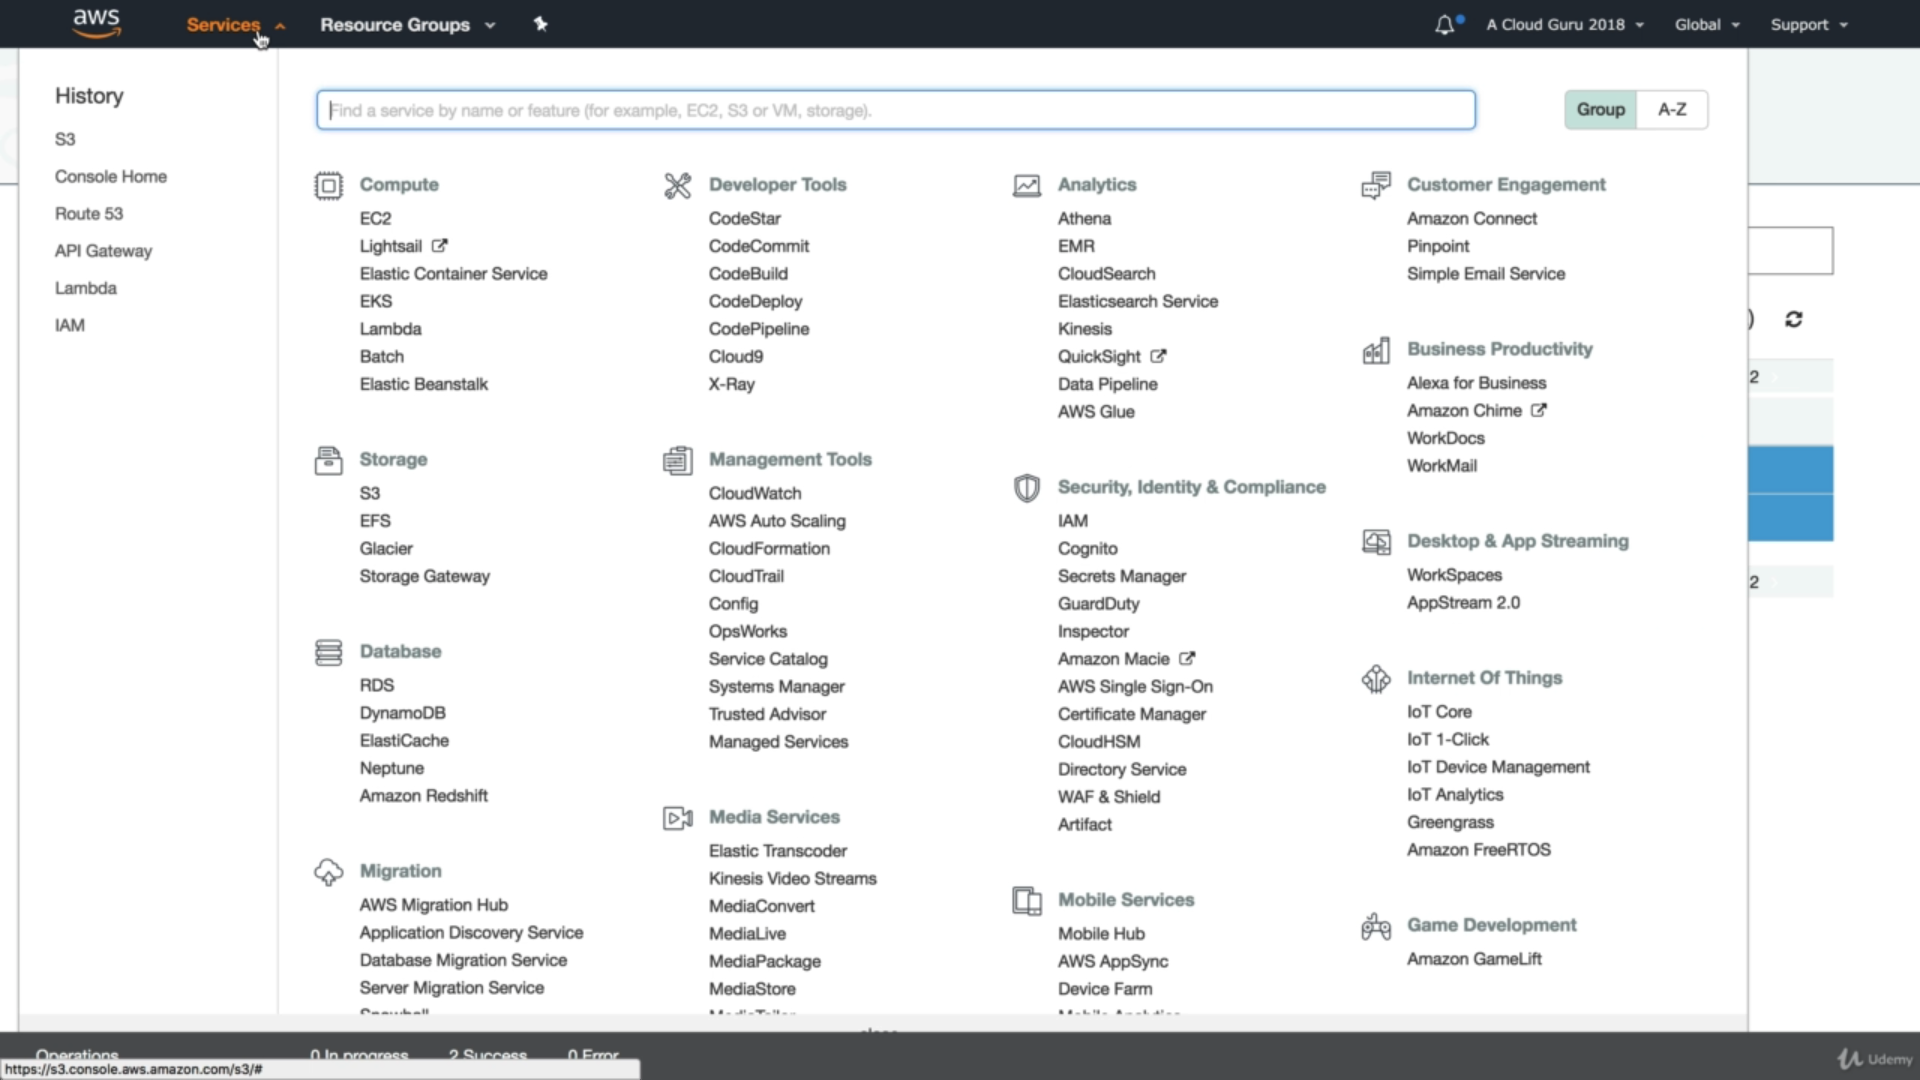 aws
Services
Resource Groups
A Cloud Guru 2018
Global
Support
History
S3
Console Home
Route 53
API Gateway
Lambda
IAM
Find a service by name or feature (for example, EC2, S3 or VM, storage).
Group
A-Z
Compute
EC2
Lightsail
Elastic Container Service
EKS
Lambda
Batch
Elastic Beanstalk
Storage
S3
EFS
Glacier
Storage Gateway
Database
RDS
DynamoDB
ElastiCache
Neptune
Amazon Redshift
Migration
AWS Migration Hub
Application Discovery Service
Database Migration Service
Server Migration Service
Snowball
Developer Tools
CodeStar
CodeCommit
CodeBuild
CodeDeploy
CodePipeline
Cloud9
X-Ray
Management Tools
CloudWatch
AWS Auto Scaling
CloudFormation
CloudTrail
Config
OpsWorks
Service Catalog
Systems Manager
Trusted Advisor
Managed Services
Media Services
Elastic Transcoder
Kinesis Video Streams
MediaConvert
MediaLive
MediaPackage
MediaStore
MediaTailor
Analytics
Athena
EMR
CloudSearch
Elasticsearch Service
Kinesis
QuickSight
Data Pipeline
AWS Glue
Security, Identity & Compliance
IAM
Cognito
Secrets Manager
GuardDuty
Inspector
Amazon Macie
AWS Single Sign-On
Certificate Manager
CloudHSM
Directory Service
WAF & Shield
Artifact
Mobile Services
Mobile Hub
AWS AppSync
Device Farm
Mobile Analytics
Customer Engagement
Amazon Connect
Pinpoint
Simple Email Service
Business Productivity
Alexa for Business
Amazon Chime
WorkDocs
WorkMail
Desktop & App Streaming
WorkSpaces
AppStream 2.0
Internet Of Things
IoT Core
IoT 1-Click
IoT Device Management
IoT Analytics
Greengrass
Amazon FreeRTOS
Game Development
Amazon GameLift
)
2
2
close
Operations
0 In progress
2 Success
0 Error
https://s3.console.aws.amazon.com/s3/#
Udemy